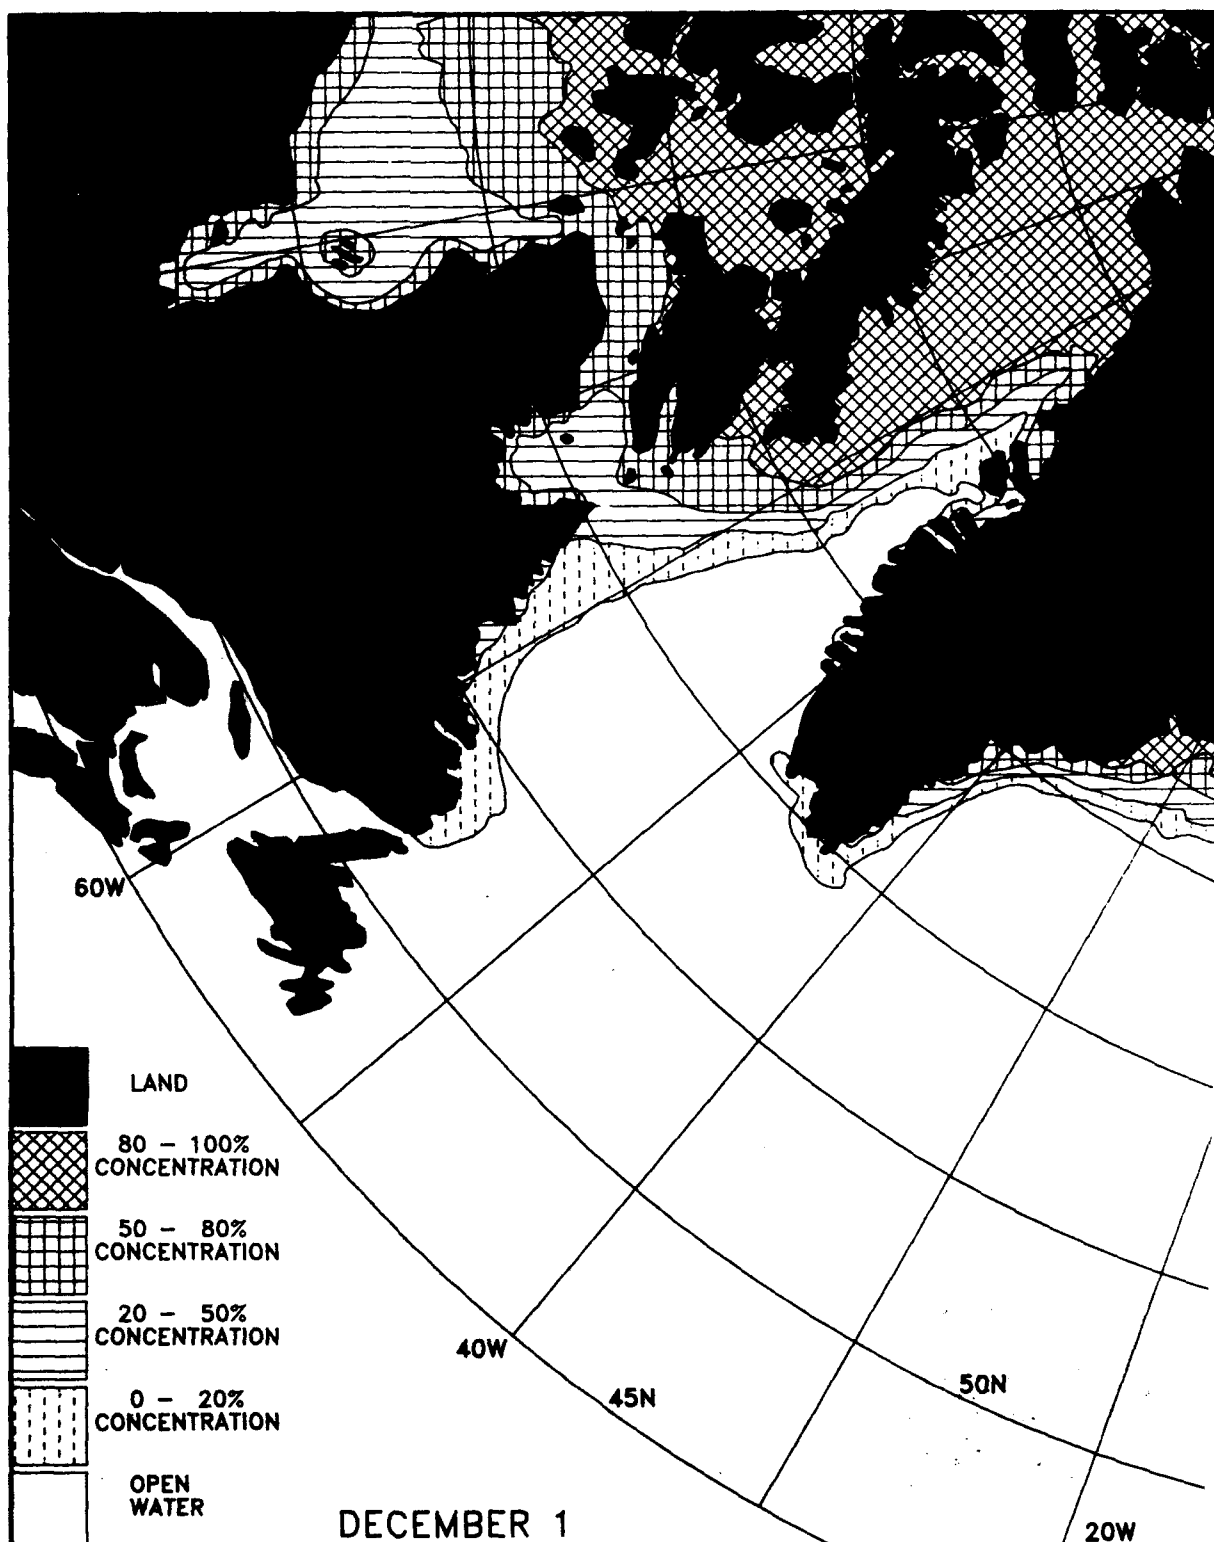 60W
LAND
80 - 100%
CONCENTRATION
50 - 80%
CONCENTRATION
20 - 50%
CONCENTRATION
40W
45N
50N
0 - 20%
CONCENTRATION
OPEN
WATER
DECEMBER 1
20W